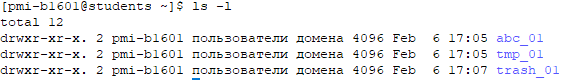 [pmi-b1601@students ~]$ ls -l
total 12
drwxr-xr-x. 2 pmi-b1601 пользователи домена 4096 Feb  6 17:05 abc_01
drwxr-xr-x. 2 pmi-b1601 пользователи домена 4096 Feb  6 17:05 tmp_01
drwxr-xr-x. 2 pmi-b1601 пользователи домена 4096 Feb  6 17:07 trash_01